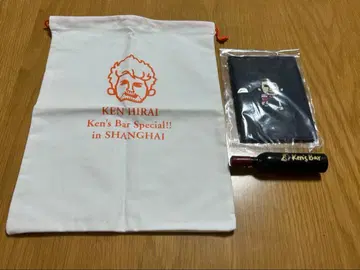 KEN HIRAI
Ken's Bar Special!!
in SHANGHAI
Ken's Bar